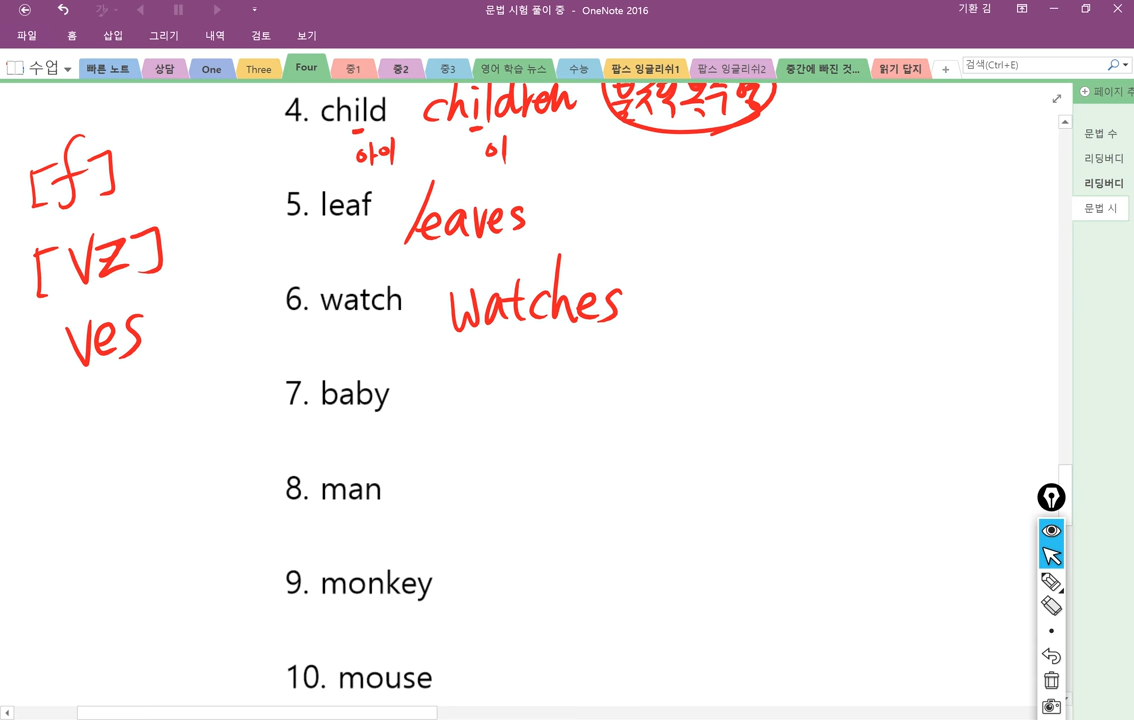 문법 시험 풀이 중 - OneNote 2016
기환 김
파일 홈 삽입 그리기 내역 검토 보기
수업 빠른 노트 상담 One Three Four 중1 중2 중3 영어 학습 뉴스 수능 팝스 잉글리쉬1 팝스 잉글리쉬2 중간에 빠진 것... 읽기 답지 + 검색(Ctrl+E)
페이지 추
문법 수
리딩버디
리딩버디
문법 시
4. child children 불규칙 복수형
아이 이
[f]
5. leaf leaves
[vz]
6. watch watches
ves
7. baby
8. man
9. monkey
10. mouse